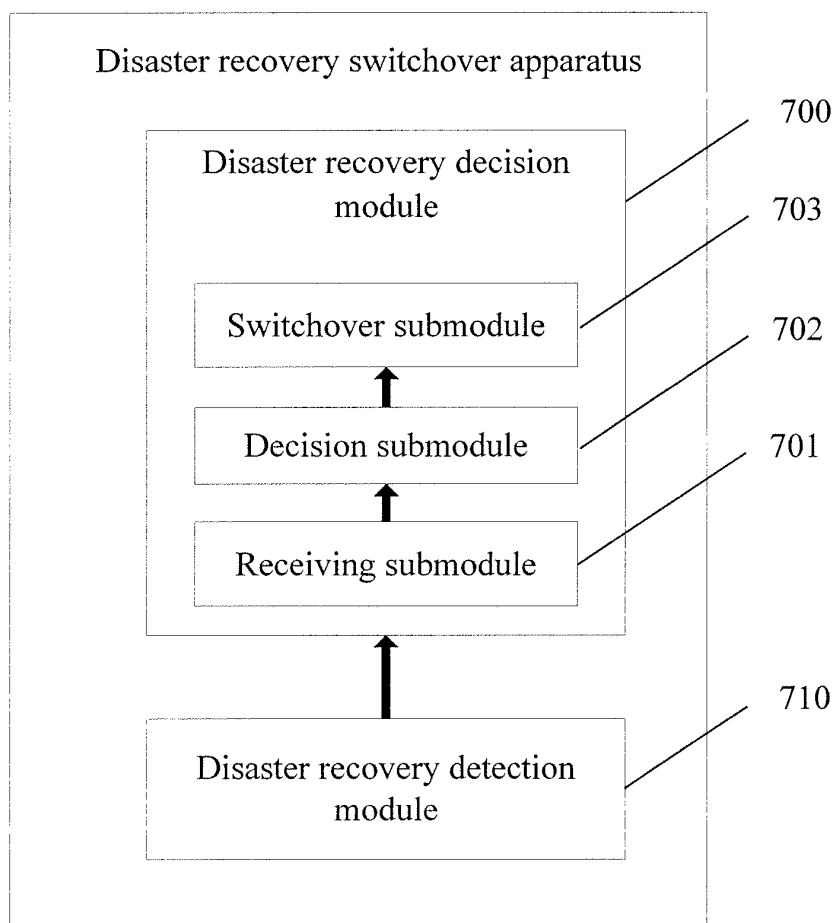 Disaster recovery switchover apparatus
700
Disaster recovery decision
module
703
Switchover submodule
702
Decision submodule
701
Receiving submodule
710
Disaster recovery detection
module